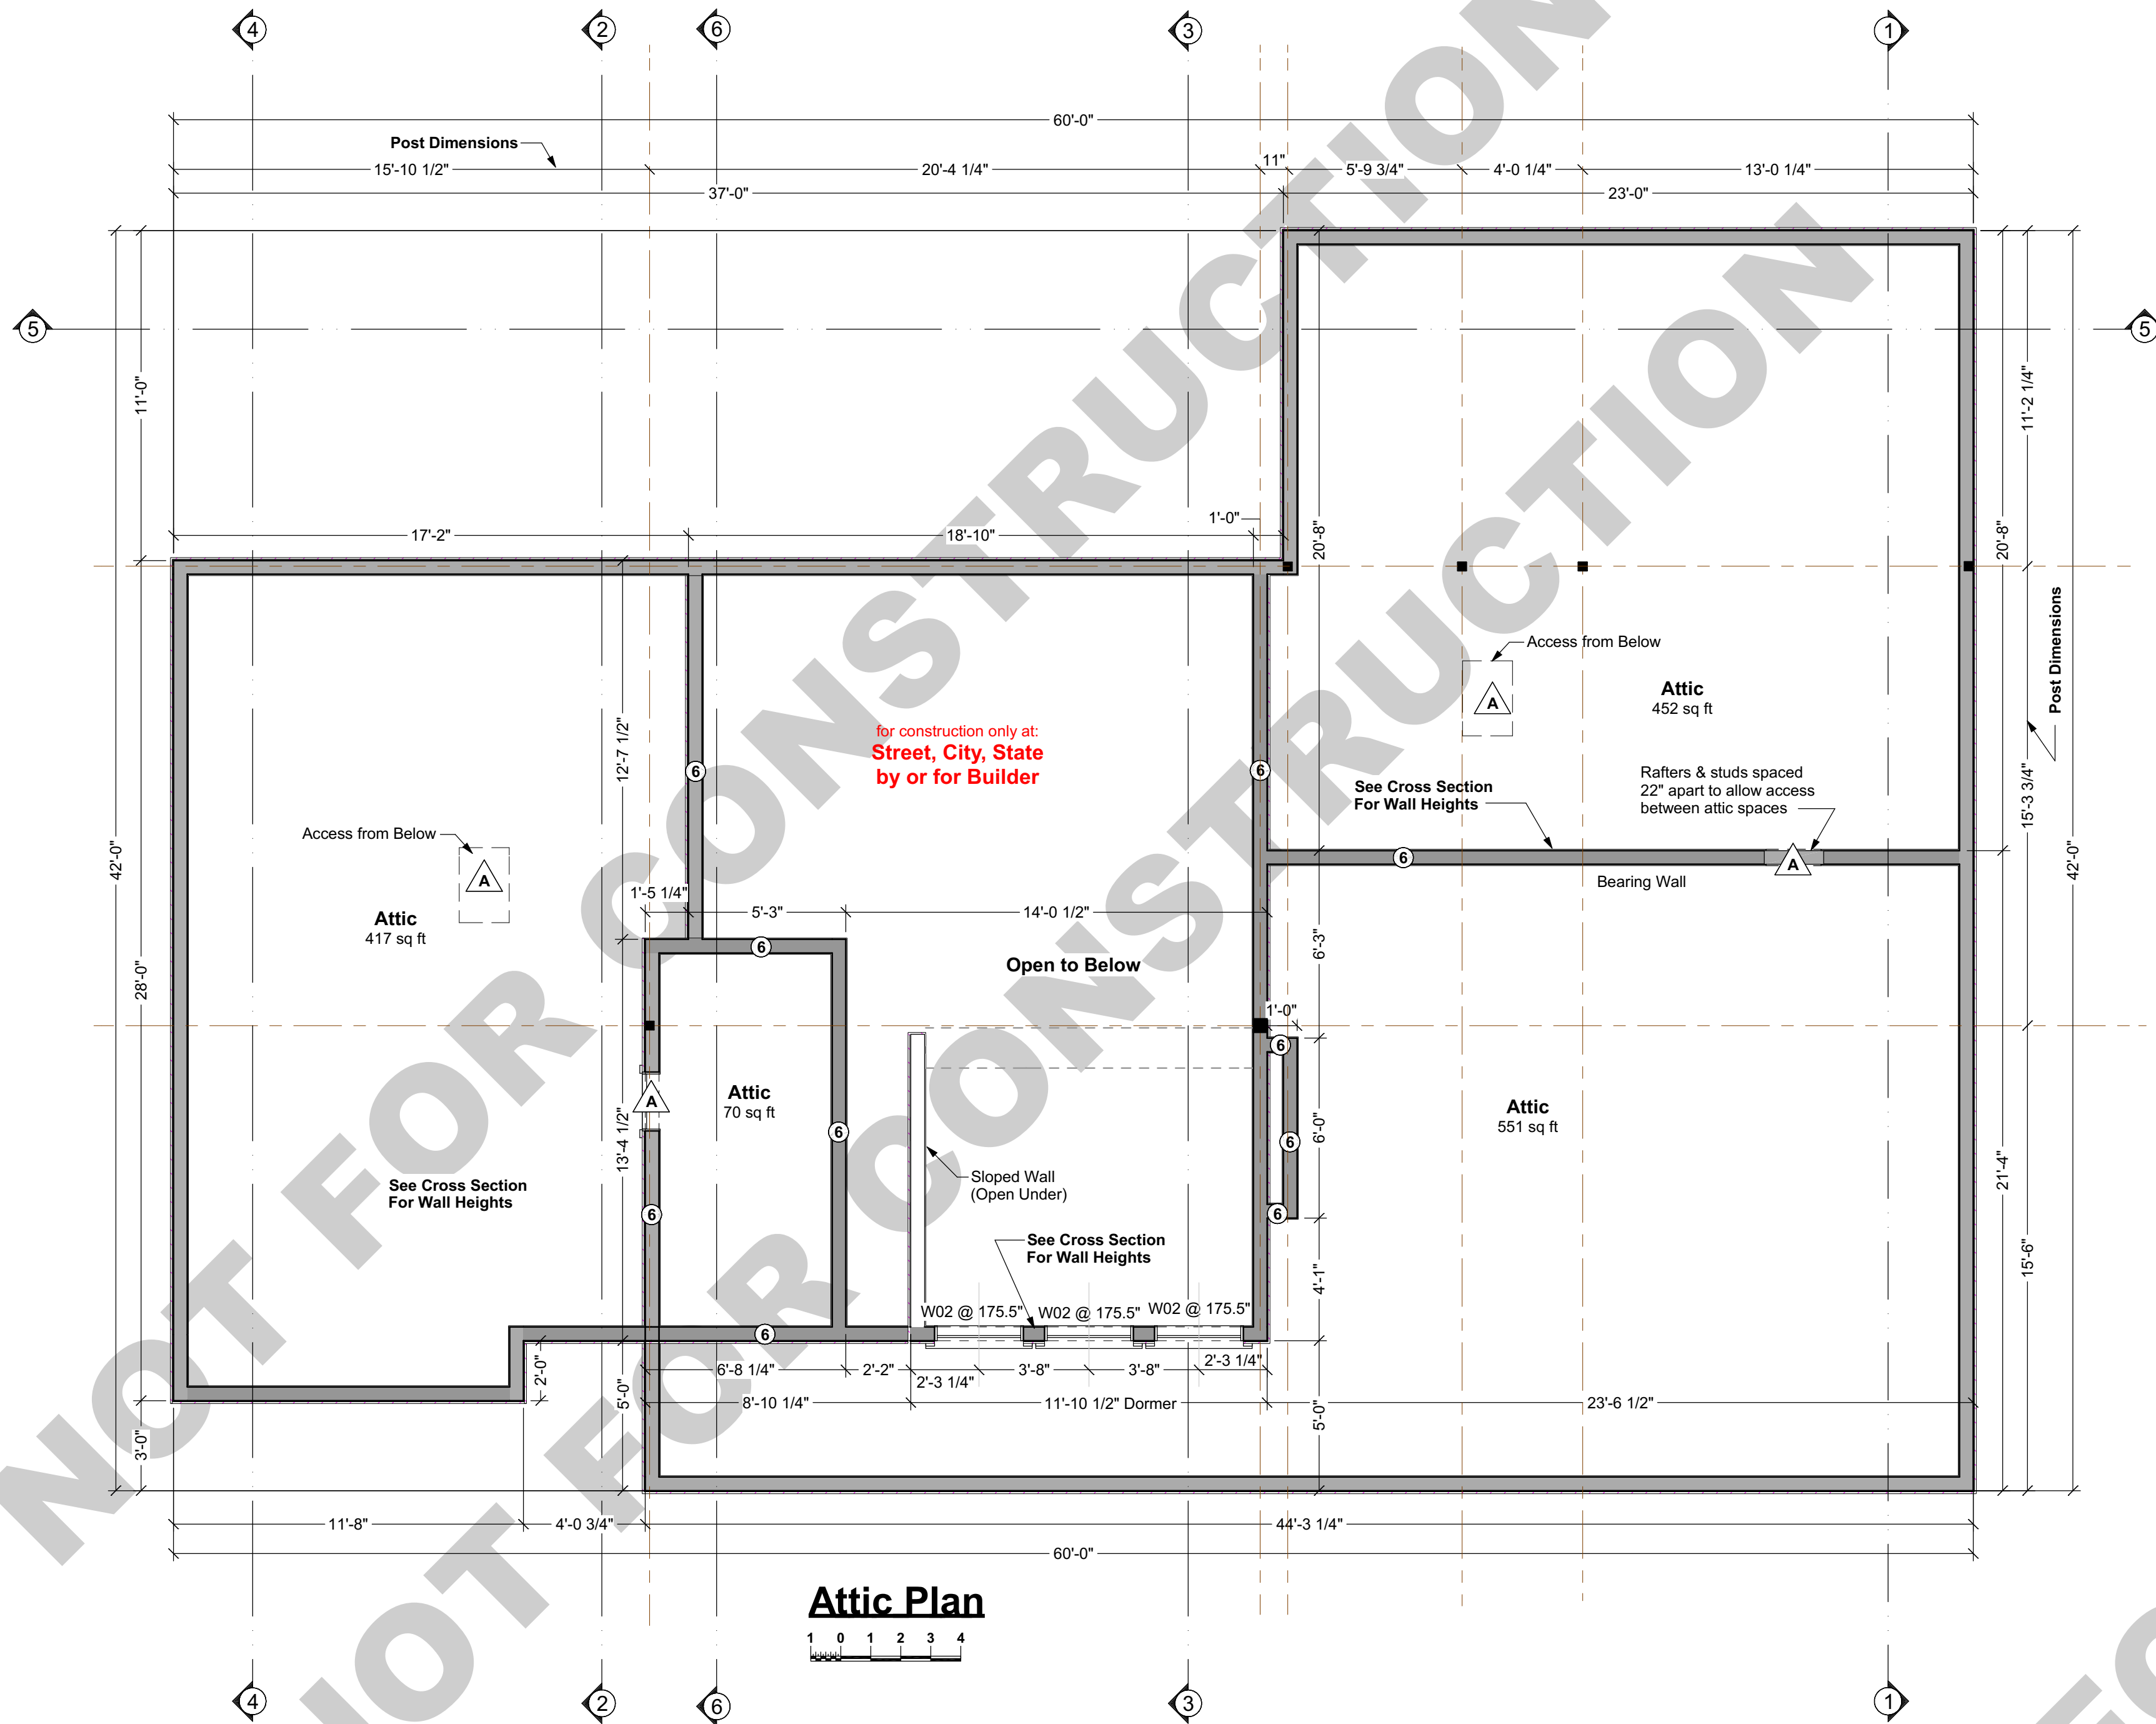 4
2
6
3
1
60'-0"
Post Dimensions
15'-10 1/2"
20'-4 1/4"
11"
5'-9 3/4"
4'-0 1/4"
13'-0 1/4"
37'-0"
23'-0"
5
5
11'-0"
11'-2 1/4"
17'-2"
18'-10"
1'-0"
20'-8"
20'-8"
Post Dimensions
Access from Below
A
Attic
452 sq ft
12'-7 1/2"
for construction only at:
Street, City, State
by or for Builder
6
6
See Cross Section
For Wall Heights
Rafters & studs spaced
22" apart to allow access
between attic spaces
15'-3 3/4"
42'-0"
42'-0"
Access from Below
A
6
A
Bearing Wall
1'-5 1/4"
5'-3"
14'-0 1/2"
Attic
417 sq ft
6
6'-3"
Open to Below
28'-0"
1'-0"
6
Attic
70 sq ft
A
6
13'-4 1/2"
6'-0"
6
Attic
551 sq ft
21'-4"
See Cross Section
For Wall Heights
Sloped Wall
(Open Under)
6
6
See Cross Section
For Wall Heights
4'-1"
15'-6"
W02 @ 175.5"
W02 @ 175.5"
W02 @ 175.5"
6
2'-0"
6'-8 1/4"
2'-2"
2'-3 1/4"
3'-8"
3'-8"
2'-3 1/4"
5'-0"
8'-10 1/4"
11'-10 1/2" Dormer
5'-0"
23'-6 1/2"
3'-0"
11'-8"
4'-0 3/4"
44'-3 1/4"
60'-0"
Attic Plan
1 0 1 2 3 4
4
2
6
3
1
NOT FOR CONSTRUCTION
NOT FOR CONSTRUCTION